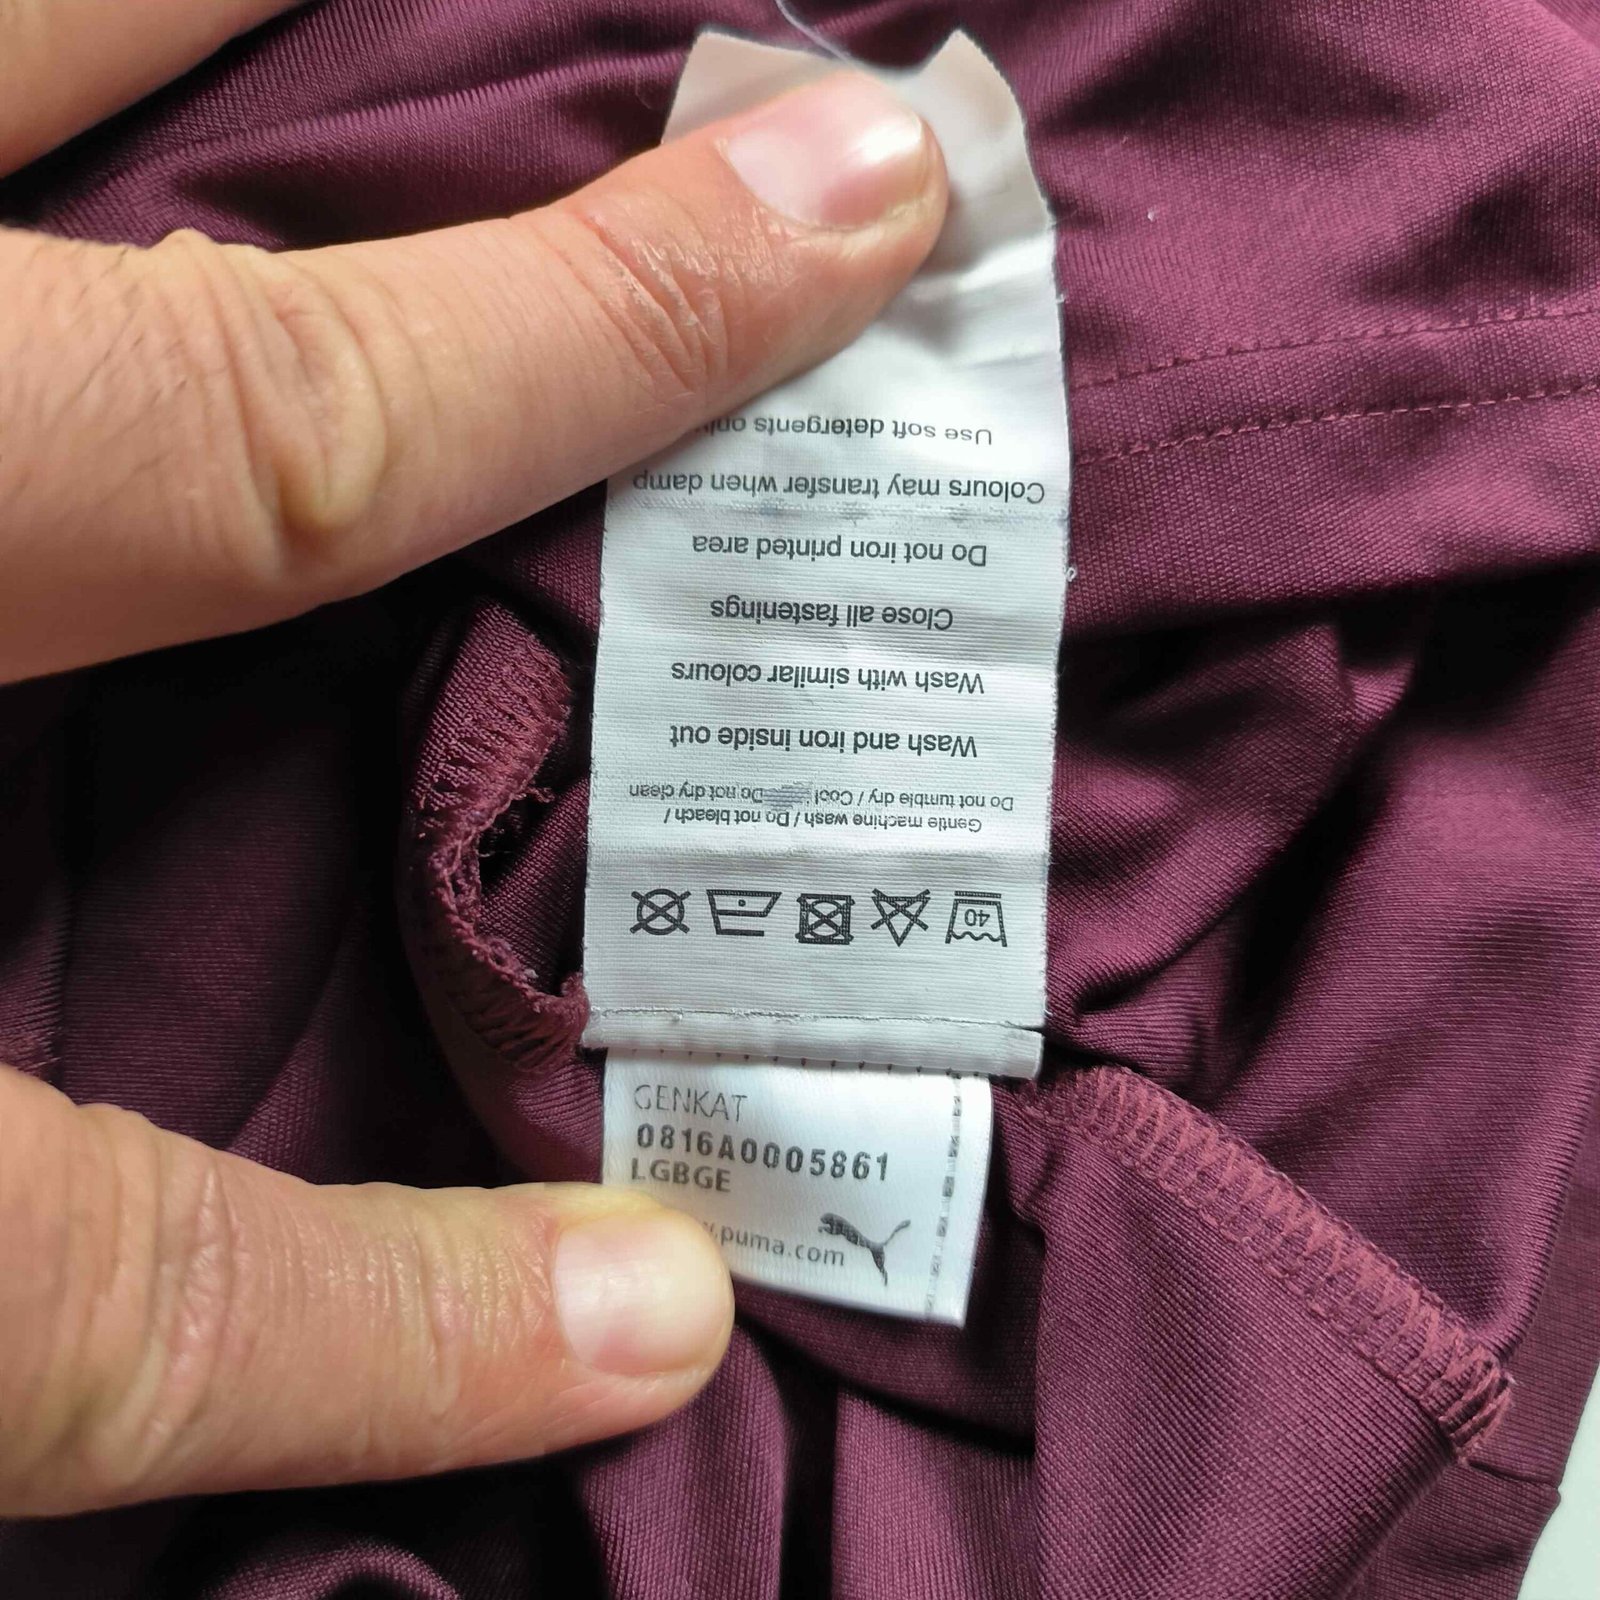 Gentle machine wash / Do not bleach /
Do not tumble dry / Cool Do not dry clean
Wash and iron inside out
Wash with similar colours
Close all fastenings
Do not iron printed area
Colours may transfer when damp
Use soft detergents only
40
GENKAT
0816A0005861
LGBGE
.puma.com